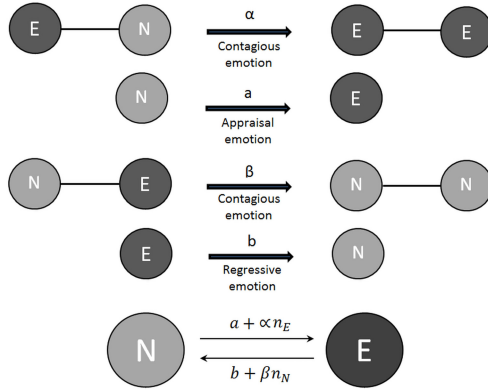 E N α E E
Contagious
emotion
N a E
Appraisal
emotion
N E β N N
Contagious
emotion
E b N
Regressive
emotion
N a + ∝n_E E
b + βn_N